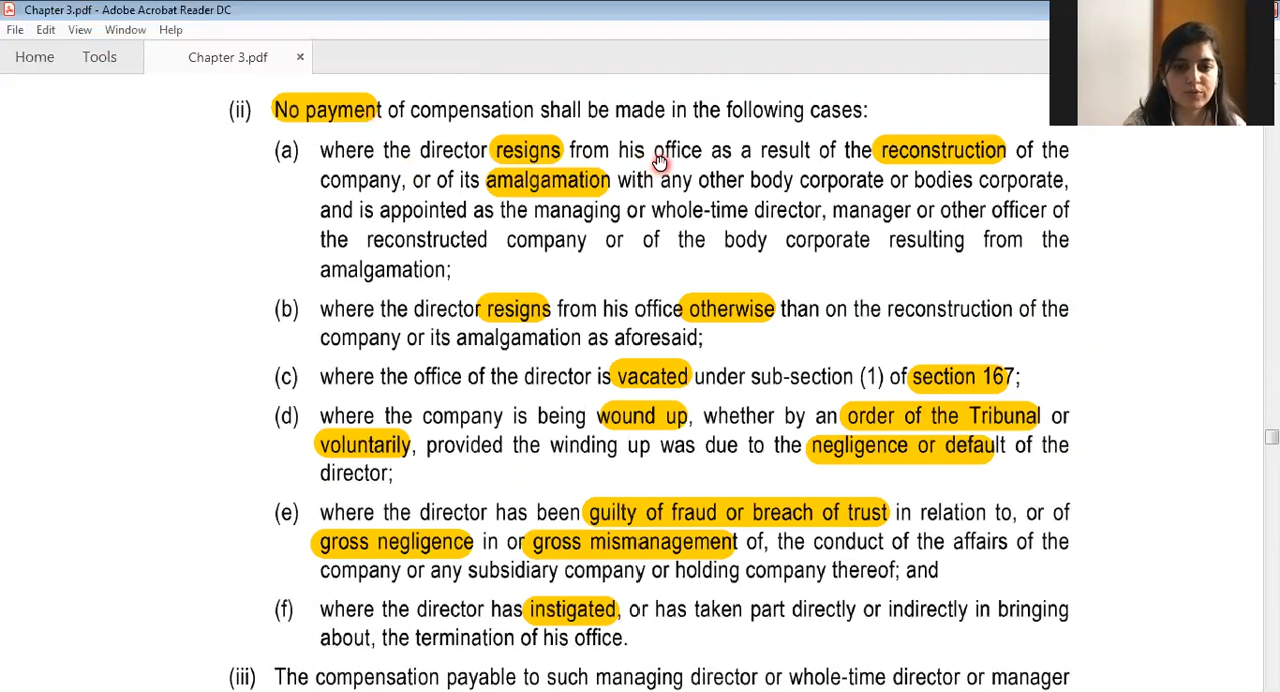 Chapter 3.pdf - Adobe Acrobat Reader DC
File Edit View Window Help
Home Tools Chapter 3.pdf ×
(ii) No payment of compensation shall be made in the following cases:
(a) where the director resigns from his office as a result of the reconstruction of the
company, or of its amalgamation with any other body corporate or bodies corporate,
and is appointed as the managing or whole-time director, manager or other officer of
the reconstructed company or of the body corporate resulting from the
amalgamation;
(b) where the director resigns from his office otherwise than on the reconstruction of the
company or its amalgamation as aforesaid;
(c) where the office of the director is vacated under sub-section (1) of section 167;
(d) where the company is being wound up, whether by an order of the Tribunal or
voluntarily, provided the winding up was due to the negligence or default of the
director;
(e) where the director has been guilty of fraud or breach of trust in relation to, or of
gross negligence in or gross mismanagement of, the conduct of the affairs of the
company or any subsidiary company or holding company thereof; and
(f) where the director has instigated, or has taken part directly or indirectly in bringing
about, the termination of his office.
(iii) The compensation payable to such managing director or whole-time director or manager